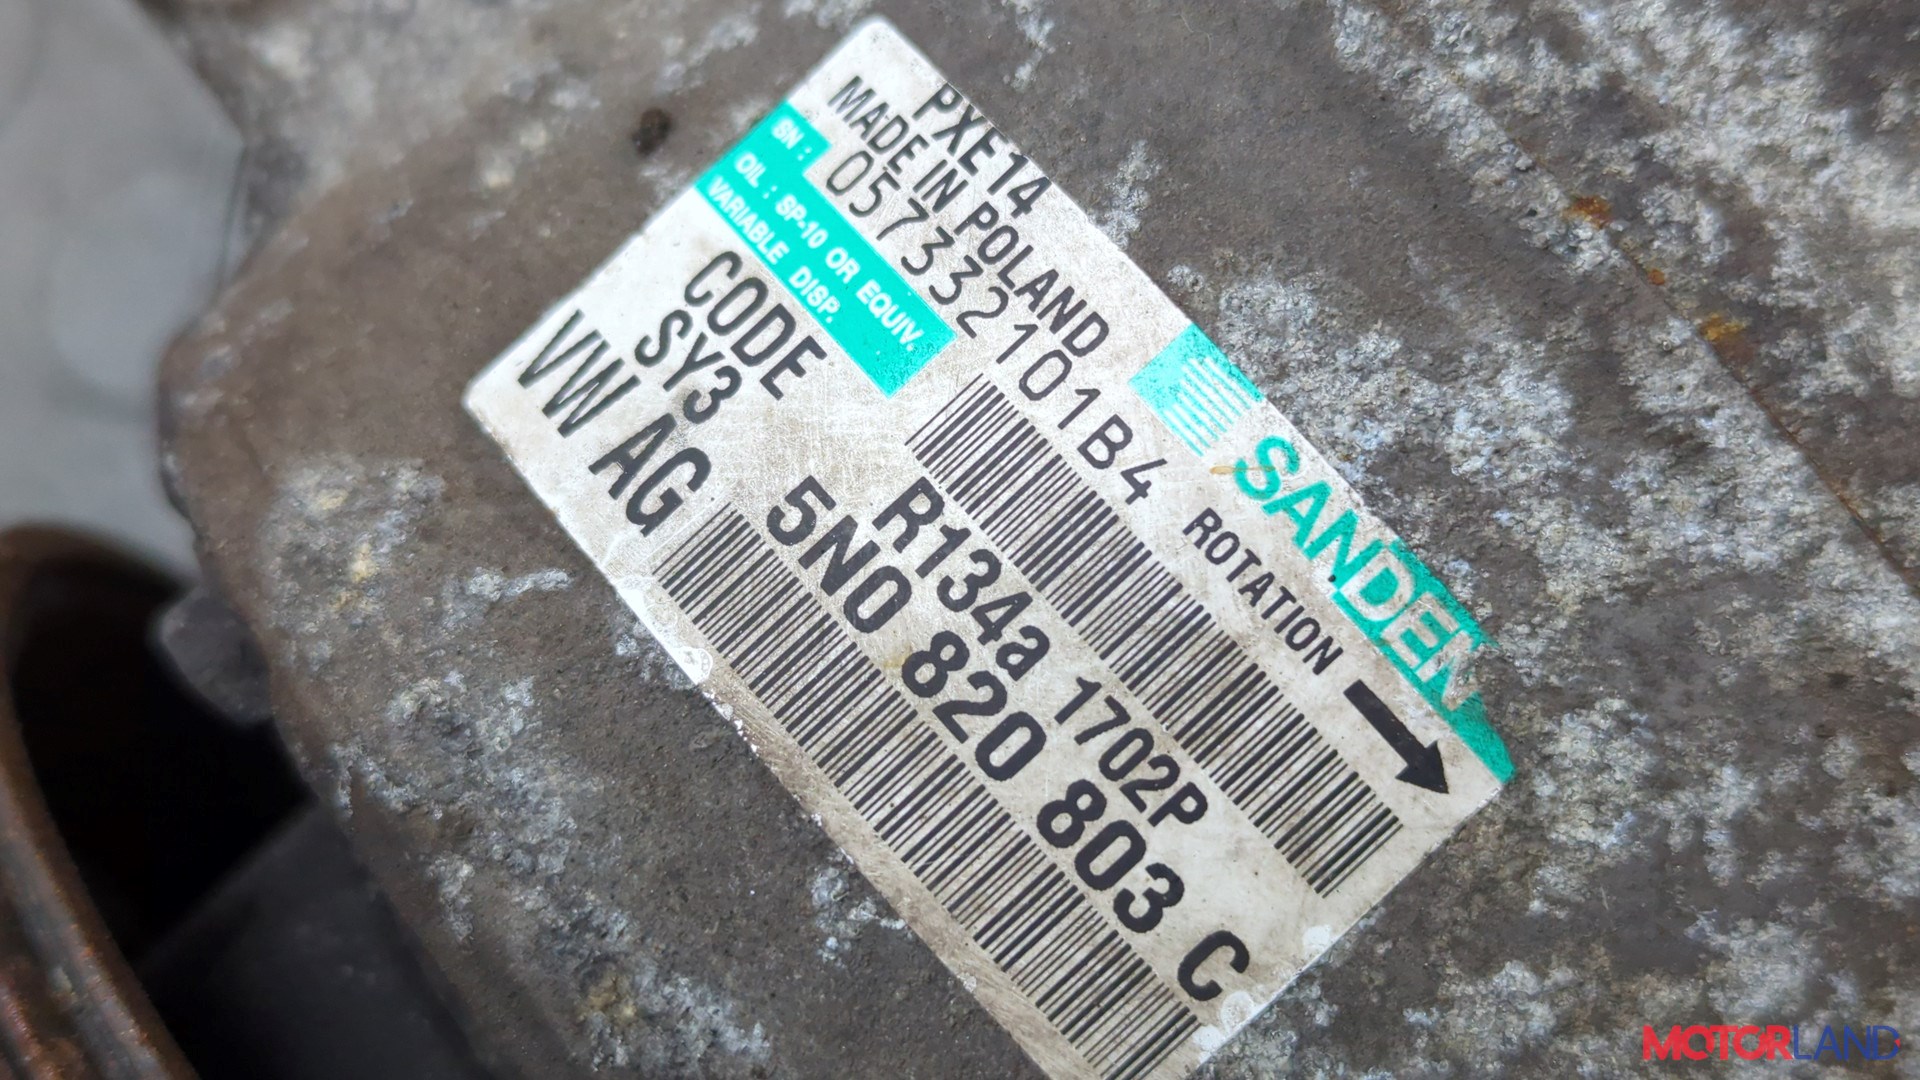 PXE14
MADE IN POLAND
SANDEN
SN: 057332101B4
ROTATION
OIL: SP-10 OR EQUIV.
VARIABLE DISP.
CODE
SY3
R134a 1702P
VW AG
5N0 820 803 C
MOTORLAND